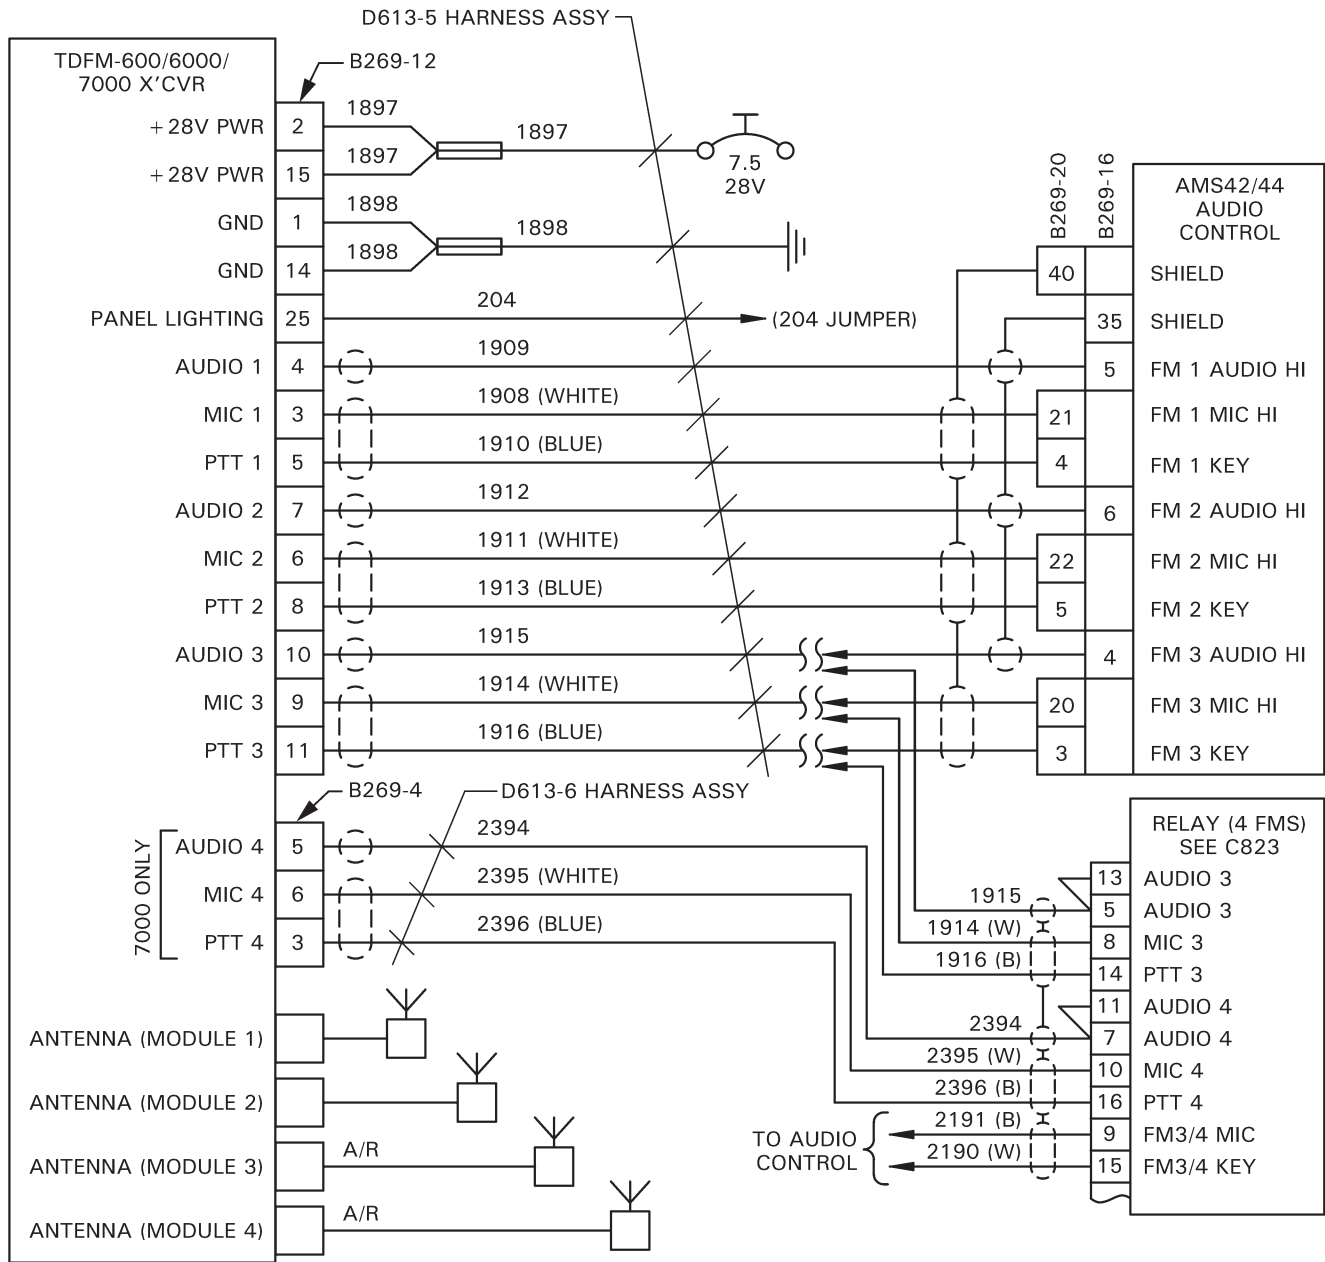 D613-5 HARNESS ASSY
TDFM-600/6000/
7000 X'CVR
B269-12
+28V PWR 2 1897
1897
+28V PWR 15 1897
7.5
28V
GND 1 1898
1898
GND 14 1898
PANEL LIGHTING 25 204 (204 JUMPER)
AUDIO 1 4 1909
MIC 1 3 1908 (WHITE)
PTT 1 5 1910 (BLUE)
AUDIO 2 7 1912
MIC 2 6 1911 (WHITE)
PTT 2 8 1913 (BLUE)
AUDIO 3 10 1915
MIC 3 9 1914 (WHITE)
PTT 3 11 1916 (BLUE)
B269-20
B269-16
AMS42/44
AUDIO
CONTROL
40 SHIELD
35 SHIELD
5 FM 1 AUDIO HI
21 FM 1 MIC HI
4 FM 1 KEY
6 FM 2 AUDIO HI
22 FM 2 MIC HI
5 FM 2 KEY
4 FM 3 AUDIO HI
20 FM 3 MIC HI
3 FM 3 KEY
B269-4
D613-6 HARNESS ASSY
7000 ONLY
AUDIO 4 5 2394
MIC 4 6 2395 (WHITE)
PTT 4 3 2396 (BLUE)
RELAY (4 FMS)
SEE C823
13 AUDIO 3
1915 5 AUDIO 3
1914 (W) 8 MIC 3
1916 (B) 14 PTT 3
11 AUDIO 4
2394 7 AUDIO 4
2395 (W) 10 MIC 4
2396 (B) 16 PTT 4
2191 (B) 9 FM3/4 MIC
2190 (W) 15 FM3/4 KEY
TO AUDIO
CONTROL
ANTENNA (MODULE 1)
ANTENNA (MODULE 2)
ANTENNA (MODULE 3) A/R
ANTENNA (MODULE 4) A/R